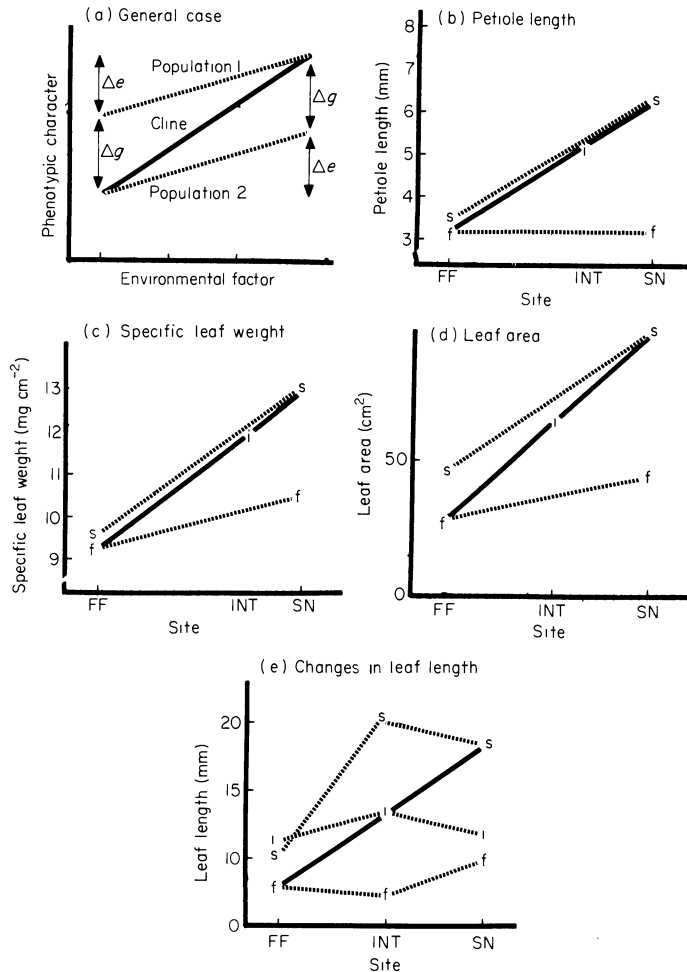 (a) General case
Phenotypic character
Δe
Δg
Population 1
Cline
Population 2
Δg
Δe
Environmental factor
(b) Petiole length
Petiole length (mm)
8
7
6
5
4
3
s
f
i
s
f
FF
INT
SN
Site
(c) Specific leaf weight
Specific leaf weight (mg cm⁻²)
13
12
11
10
9
s
f
i
s
f
FF
INT
SN
Site
(d) Leaf area
Leaf area (cm²)
50
0
s
f
i
s
f
FF
INT
SN
Site
(e) Changes in leaf length
Leaf length (mm)
20
15
10
0
i
s
f
s
i
f
s
i
f
FF
INT
SN
Site